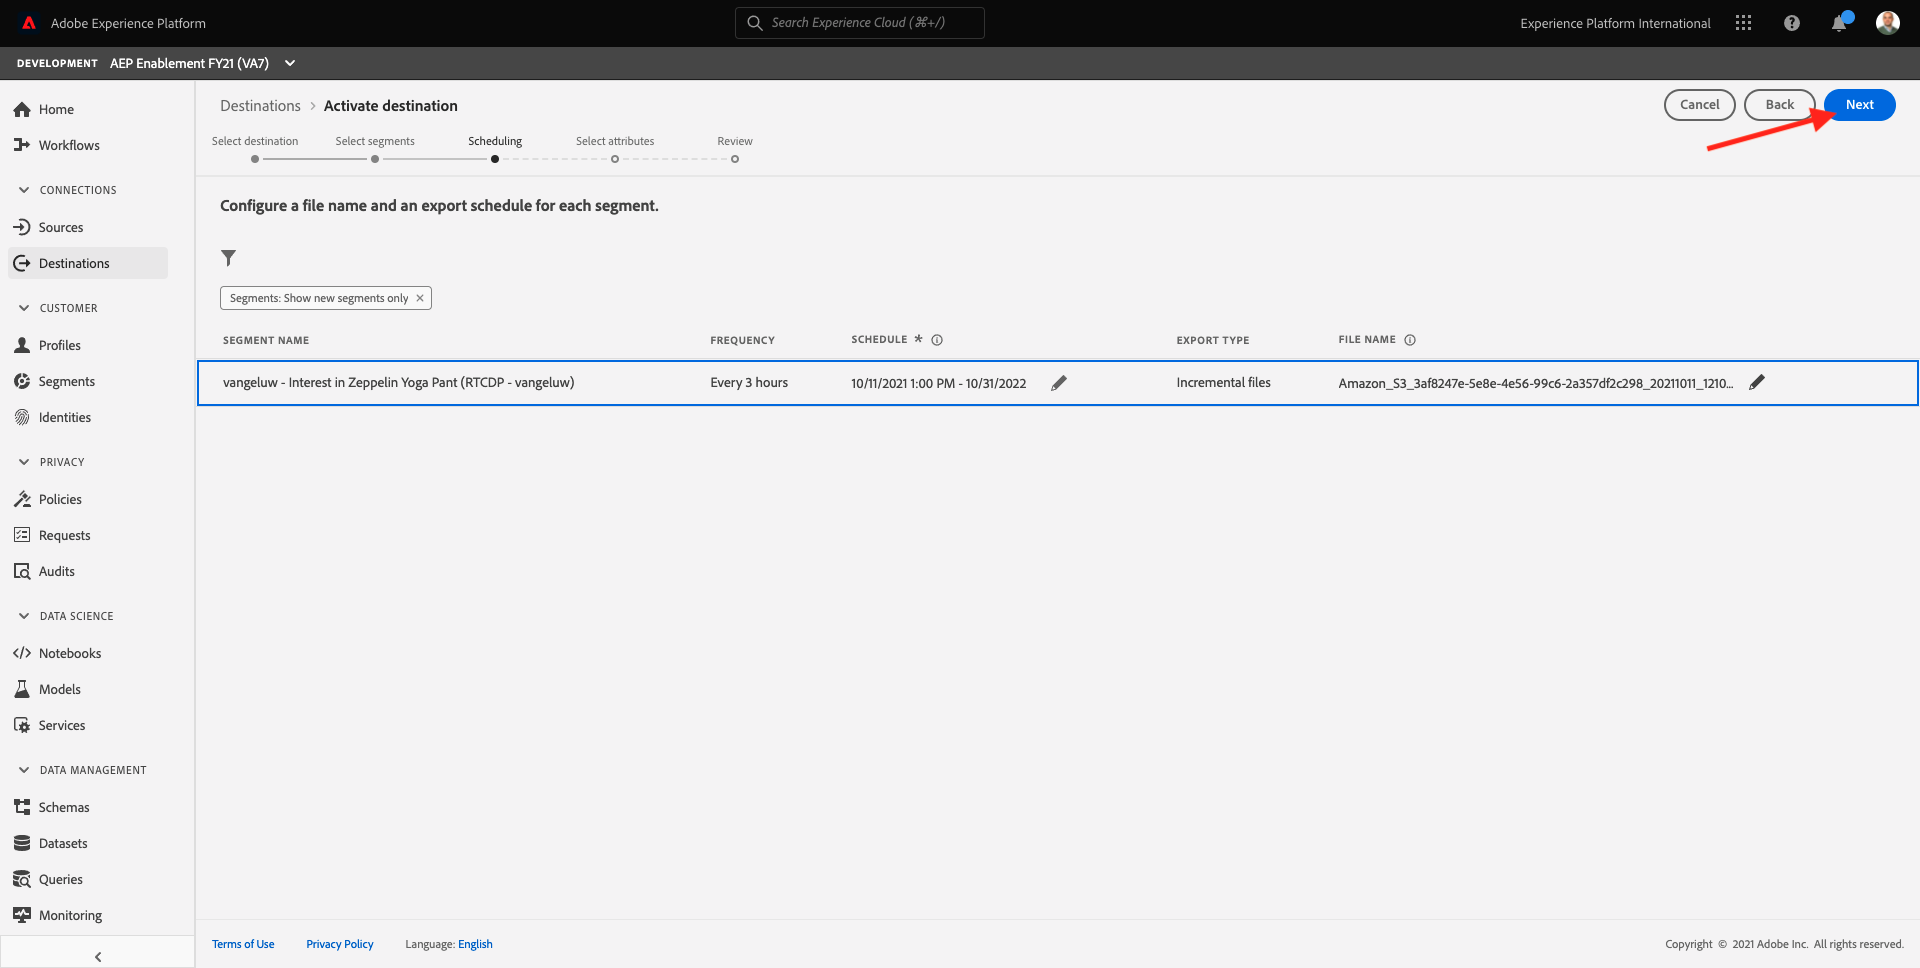 Adobe Experience Platform
Search Experience Cloud (⌘+/)
Experience Platform International
DEVELOPMENT AEP Enablement FY21 (VA7)
Home
Workflows
CONNECTIONS
Sources
Destinations
CUSTOMER
Profiles
Segments
Identities
PRIVACY
Policies
Requests
Audits
DATA SCIENCE
Notebooks
Models
Services
DATA MANAGEMENT
Schemas
Datasets
Queries
Monitoring
Destinations > Activate destination
Cancel Back Next
Select destination Select segments Scheduling Select attributes Review
Configure a file name and an export schedule for each segment.
Segments: Show new segments only ×
SEGMENT NAME FREQUENCY SCHEDULE * EXPORT TYPE FILE NAME
vangeluw - Interest in Zeppelin Yoga Pant (RTCDP - vangeluw) Every 3 hours 10/11/2021 1:00 PM - 10/31/2022 Incremental files Amazon_S3_3af8247e-5e8e-4e56-99c6-2a357df2c298_20211011_1210...
Terms of Use Privacy Policy Language: English
Copyright © 2021 Adobe Inc. All rights reserved.